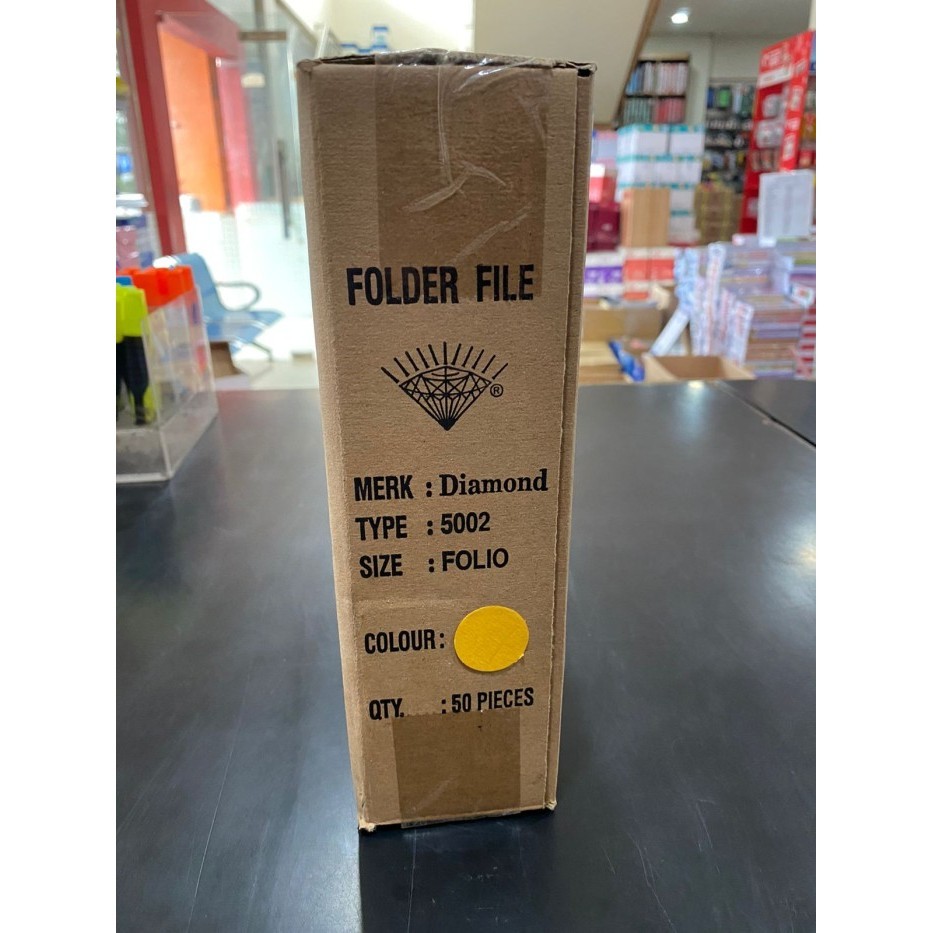 FOLDER FILE
®
MERK : Diamond
TYPE : 5002
SIZE : FOLIO
COLOUR :
QTY. : 50 PIECES